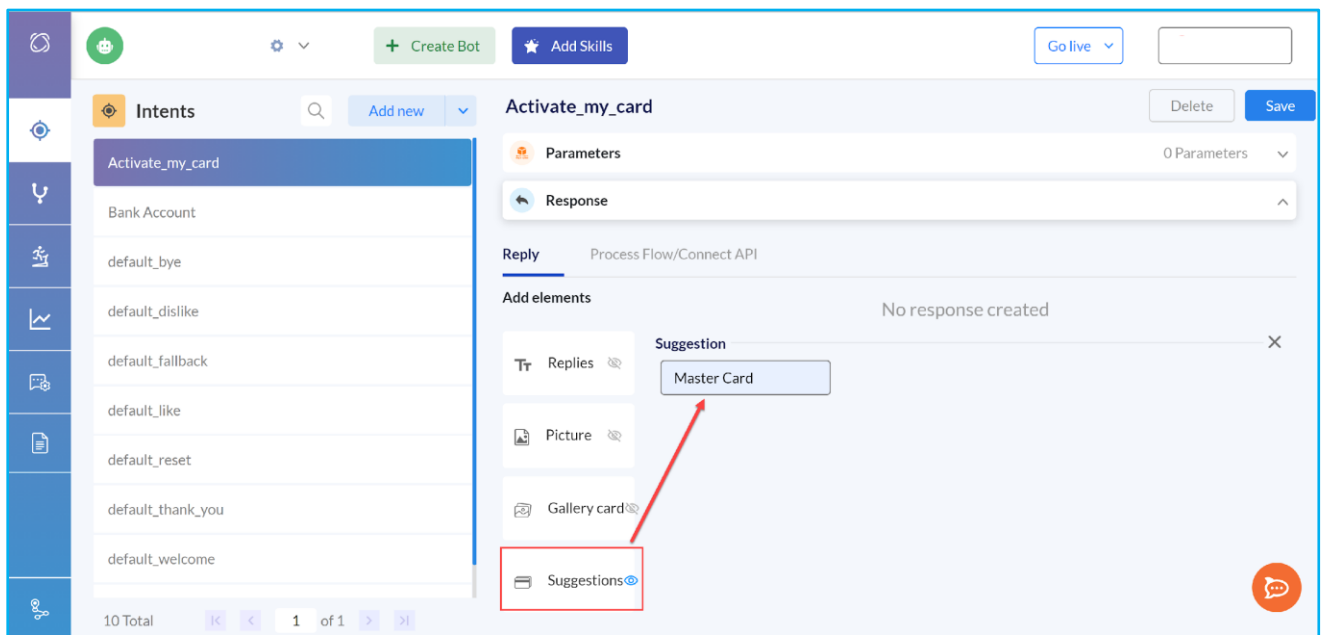 Create Bot
Add Skills
Go live
Intents
Add new
Activate_my_card
Bank Account
default_bye
default_dislike
default_fallback
default_like
default_reset
default_thank_you
default_welcome
10 Total
1 of 1
Activate_my_card
Delete
Save
Parameters
0 Parameters
Response
Reply
Process Flow/Connect API
Add elements
No response created
Replies
Picture
Gallery card
Suggestions
Suggestion
Master Card